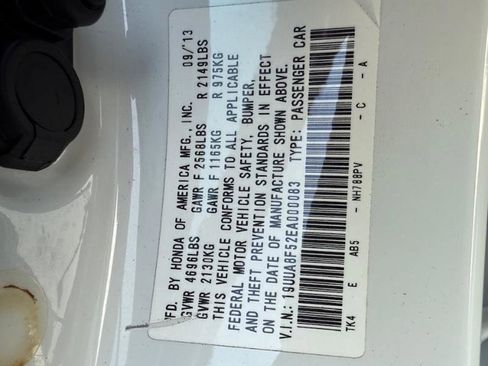 MFD. BY HONDA OF AMERICA MFG., INC. 09/'13
GVWR 4696LBS GAWR F 2568LBS R 2149LBS
GVWR 2130KG GAWR F 1165KG R 975KG
THIS VEHICLE CONFORMS TO ALL APPLICABLE
FEDERAL MOTOR VEHICLE SAFETY, BUMPER,
AND THEFT PREVENTION STANDARDS IN EFFECT
ON THE DATE OF MANUFACTURE SHOWN ABOVE.
V.I.N.: 19UUA8F52EA000083 TYPE: PASSENGER CAR
TK4 E AB5 - NH788PV - C - A